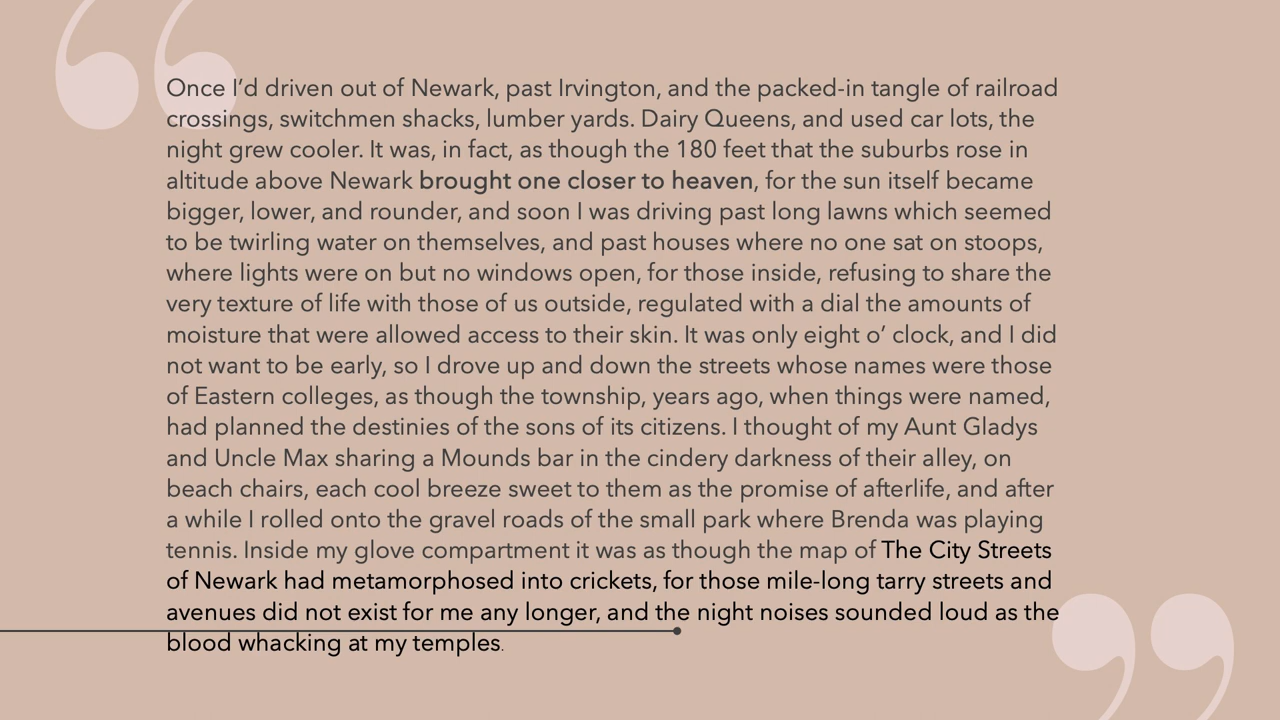 Once I’d driven out of Newark, past Irvington, and the packed-in tangle of railroad
crossings, switchmen shacks, lumber yards. Dairy Queens, and used car lots, the
night grew cooler. It was, in fact, as though the 180 feet that the suburbs rose in
altitude above Newark brought one closer to heaven, for the sun itself became
bigger, lower, and rounder, and soon I was driving past long lawns which seemed
to be twirling water on themselves, and past houses where no one sat on stoops,
where lights were on but no windows open, for those inside, refusing to share the
very texture of life with those of us outside, regulated with a dial the amounts of
moisture that were allowed access to their skin. It was only eight o’ clock, and I did
not want to be early, so I drove up and down the streets whose names were those
of Eastern colleges, as though the township, years ago, when things were named,
had planned the destinies of the sons of its citizens. I thought of my Aunt Gladys
and Uncle Max sharing a Mounds bar in the cindery darkness of their alley, on
beach chairs, each cool breeze sweet to them as the promise of afterlife, and after
a while I rolled onto the gravel roads of the small park where Brenda was playing
tennis. Inside my glove compartment it was as though the map of The City Streets
of Newark had metamorphosed into crickets, for those mile-long tarry streets and
avenues did not exist for me any longer, and the night noises sounded loud as the
blood whacking at my temples.